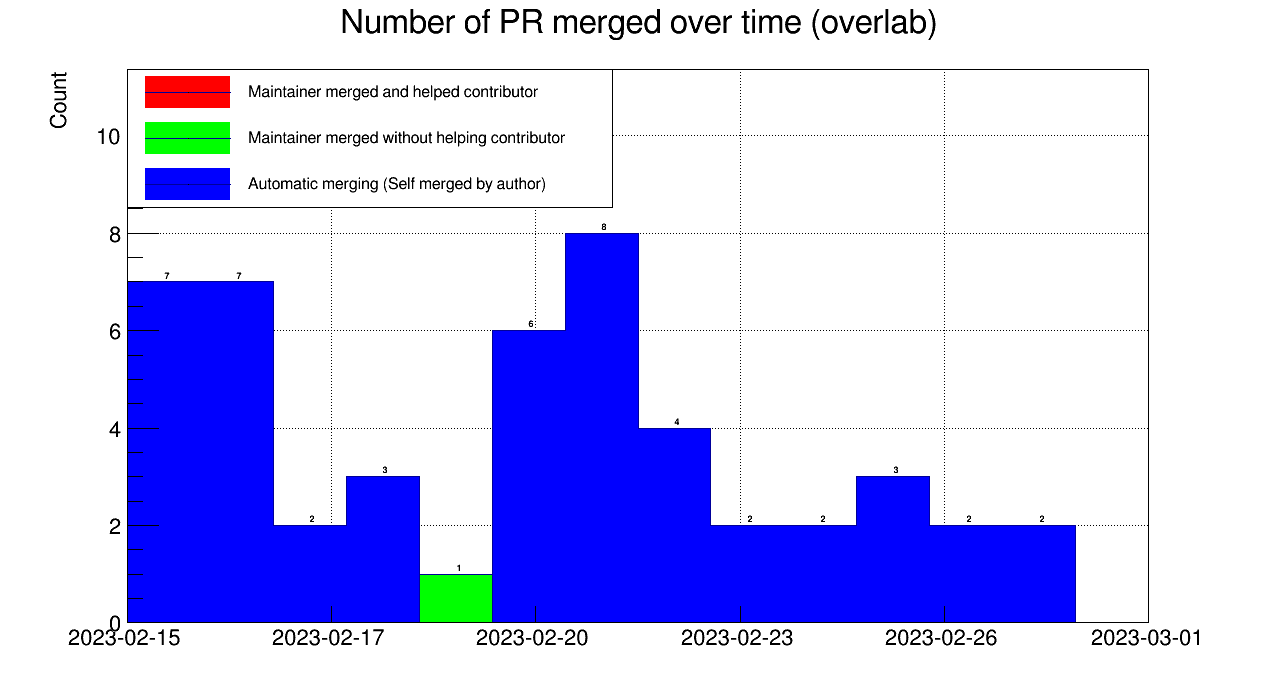 Number of PR merged over time (overlab)
Count
Maintainer merged and helped contributor
Maintainer merged without helping contributor
Automatic merging (Self merged by author)
10
8
6
4
2
0
7 7 2 3 1 6 8 4 2 2 3 2 2
2023-02-15 2023-02-17 2023-02-20 2023-02-23 2023-02-26 2023-03-01